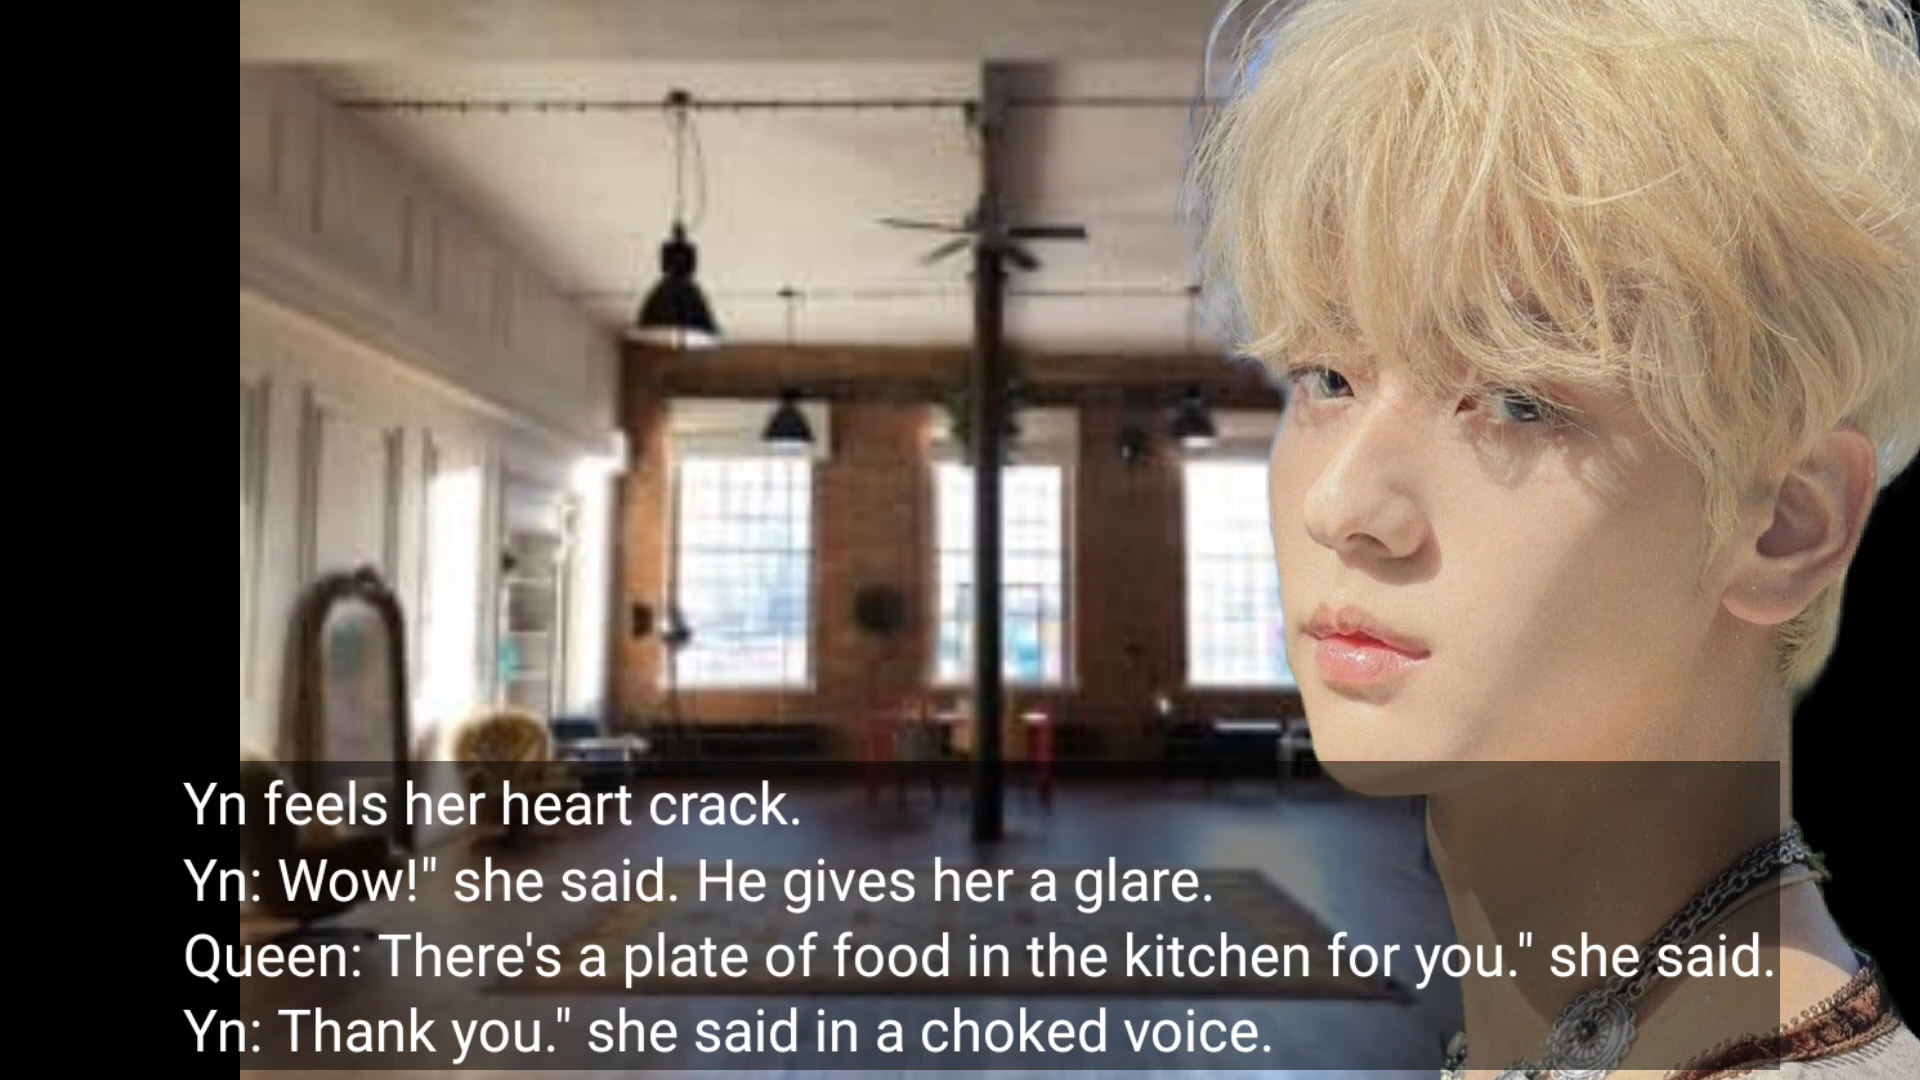 Yn feels her heart crack.
Yn: Wow!" she said. He gives her a glare.
Queen: There's a plate of food in the kitchen for you." she said.
Yn: Thank you." she said in a choked voice.